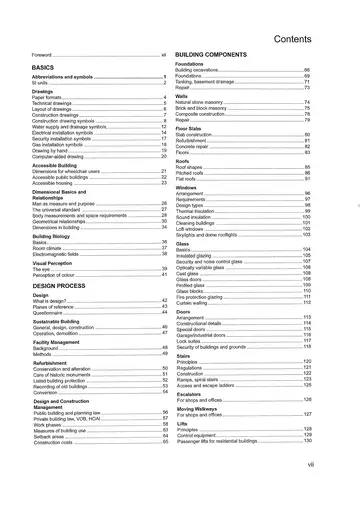 Contents
Foreword vii
BASICS
Abbreviations and symbols 1
SI units 2
Drawings
Paper formats 4
Technical drawings 5
Layout of drawings 6
Construction drawings 7
Construction drawing symbols 8
Water supply and drainage symbols 12
Electrical installation symbols 14
Security installation symbols 17
Gas installation symbols 18
Drawing by hand 19
Computer-aided drawing 20
Accessible Building
Dimensions for wheelchair users 21
Accessible public buildings 22
Accessible housing 23
Dimensional Basics and
Relationships
Man as measure and purpose 26
The universal standard 27
Body measurements and space requirements 28
Geometrical relationships 30
Dimensions in building 34
Building Biology
Basics 36
Room climate 37
Electromagnetic fields 38
Visual Perception
The eye 39
Perception of colour 41
DESIGN PROCESS
Design
What is design? 42
Planes of reference 43
Questionnaire 44
Sustainable Building
General, design, construction 46
Operation, demolition 47
Facility Management
Background 48
Methods 49
Refurbishment
Conservation and alteration 50
Care of historic monuments 51
Listed building protection 52
Recording of old buildings 53
Conversion 54
Design and Construction
Management
Public building and planning law 56
Private building law, VOB, HOAI 57
Work phases 58
Measures of building use 63
Setback areas 64
Construction costs 65
BUILDING COMPONENTS
Foundations
Building excavations 66
Foundations 69
Tanking, basement drainage 71
Repair 73
Walls
Natural stone masonry 74
Brick and block masonry 75
Composite construction 78
Repair 79
Floor Slabs
Slab construction 80
Refurbishment 81
Concrete repair 82
Floors 83
Roofs
Roof shapes 85
Pitched roofs 86
Flat roofs 91
Windows
Arrangement 96
Requirements 97
Design types 98
Thermal insulation 99
Sound insulation 100
Cleaning buildings 101
Loft windows 102
Skylights and dome rooflights 103
Glass
Basics 104
Insulated glazing 105
Security and noise control glass 107
Optically variable glass 108
Cast glass 108
Glass doors 108
Profiled glass 109
Glass blocks 110
Fire protection glazing 111
Curtain walling 112
Doors
Arrangement 113
Constructional details 114
Special doors 115
Garage/industrial doors 116
Lock suites 117
Security of buildings and grounds 118
Stairs
Principles 120
Regulations 121
Construction 122
Ramps, spiral stairs 123
Access and escape ladders 125
Escalators
For shops and offices 126
Moving Walkways
For shops and offices 127
Lifts
Principles 128
Control equipment 129
Passenger lifts for residential buildings 130
vii